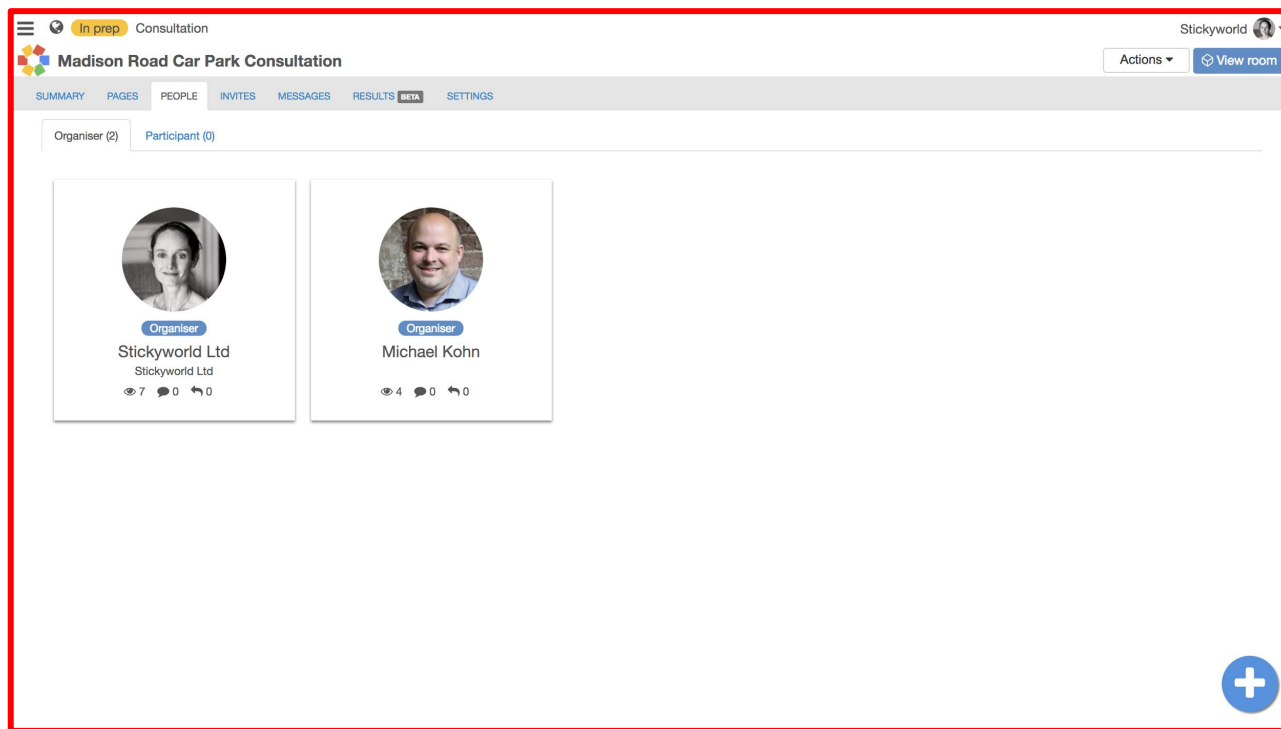 In prep Consultation Stickyworld
Madison Road Car Park Consultation Actions View room
SUMMARY PAGES PEOPLE INVITES MESSAGES RESULTS BETA SETTINGS
Organiser (2) Participant (0)
Organiser
Stickyworld Ltd
Stickyworld Ltd
7 0 0
Organiser
Michael Kohn
4 0 0